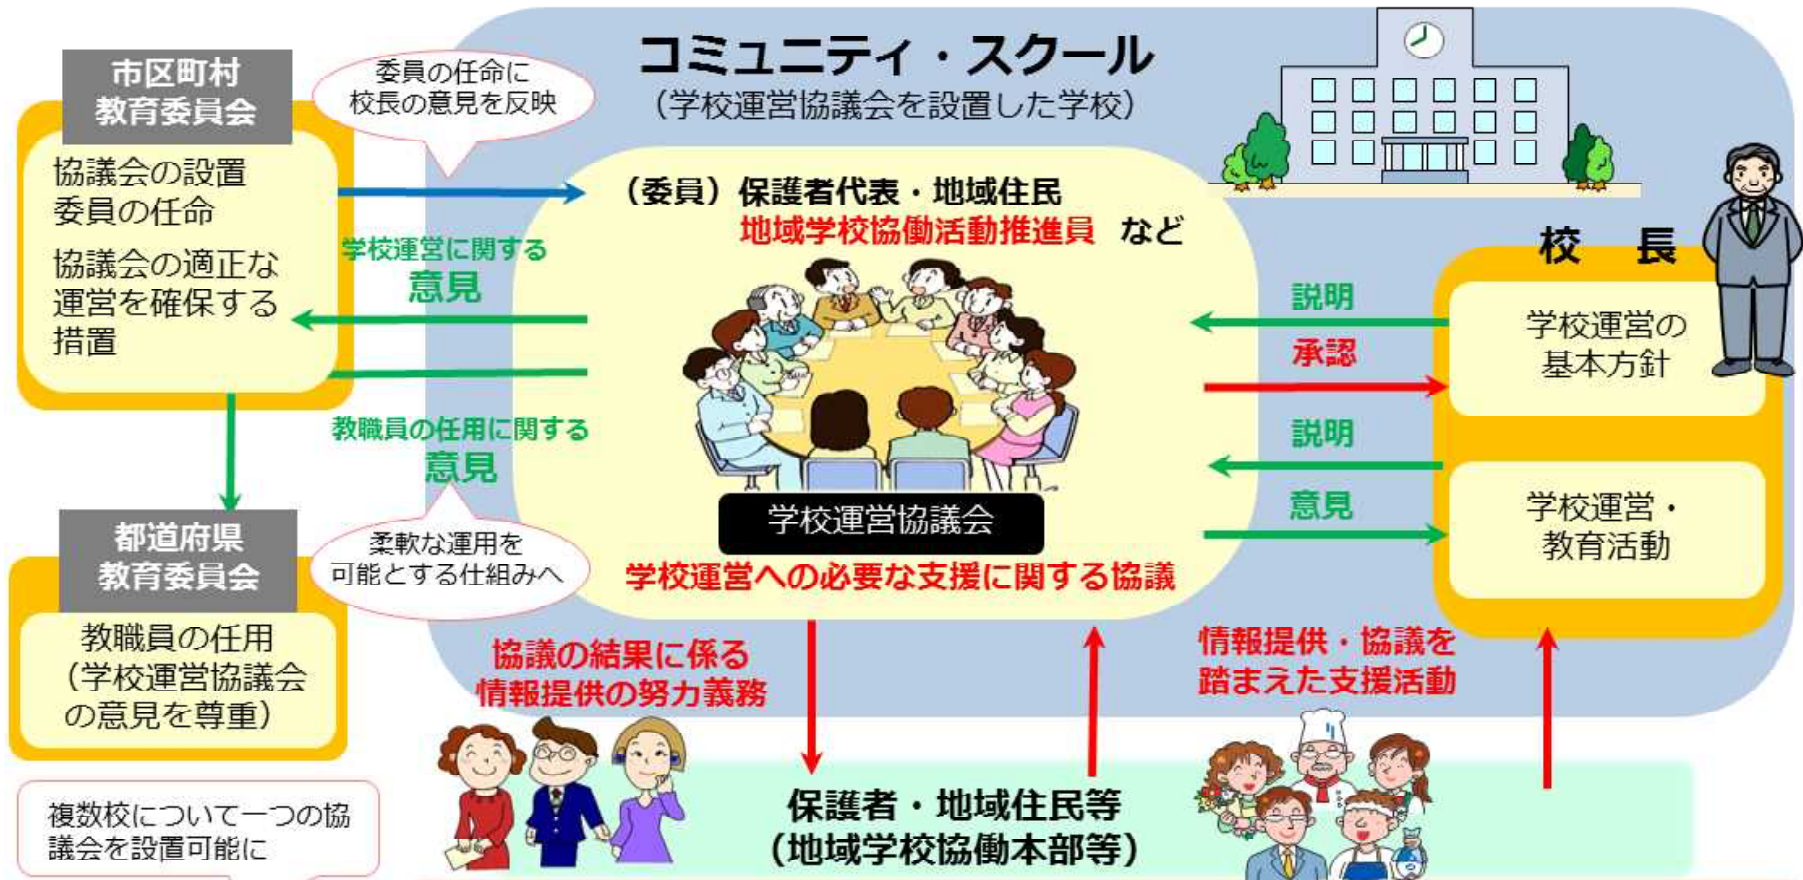 コミュニティ・スクール
（学校運営協議会を設置した学校）
市区町村
教育委員会
協議会の設置
委員の任命
協議会の適正な
運営を確保する
措置
委員の任命に
校長の意見を反映
学校運営に関する
意見
教職員の任用に関する
意見
柔軟な運用を
可能とする仕組みへ
都道府県
教育委員会
教職員の任用
（学校運営協議会
の意見を尊重）
複数校について一つの協
議会を設置可能に
（委員）保護者代表・地域住民
地域学校協働活動推進員 など
学校運営協議会
学校運営への必要な支援に関する協議
説明
承認
説明
意見
校 長
学校運営の
基本方針
学校運営・
教育活動
協議の結果に係る
情報提供の努力義務
情報提供・協議を
踏まえた支援活動
保護者・地域住民等
（地域学校協働本部等）